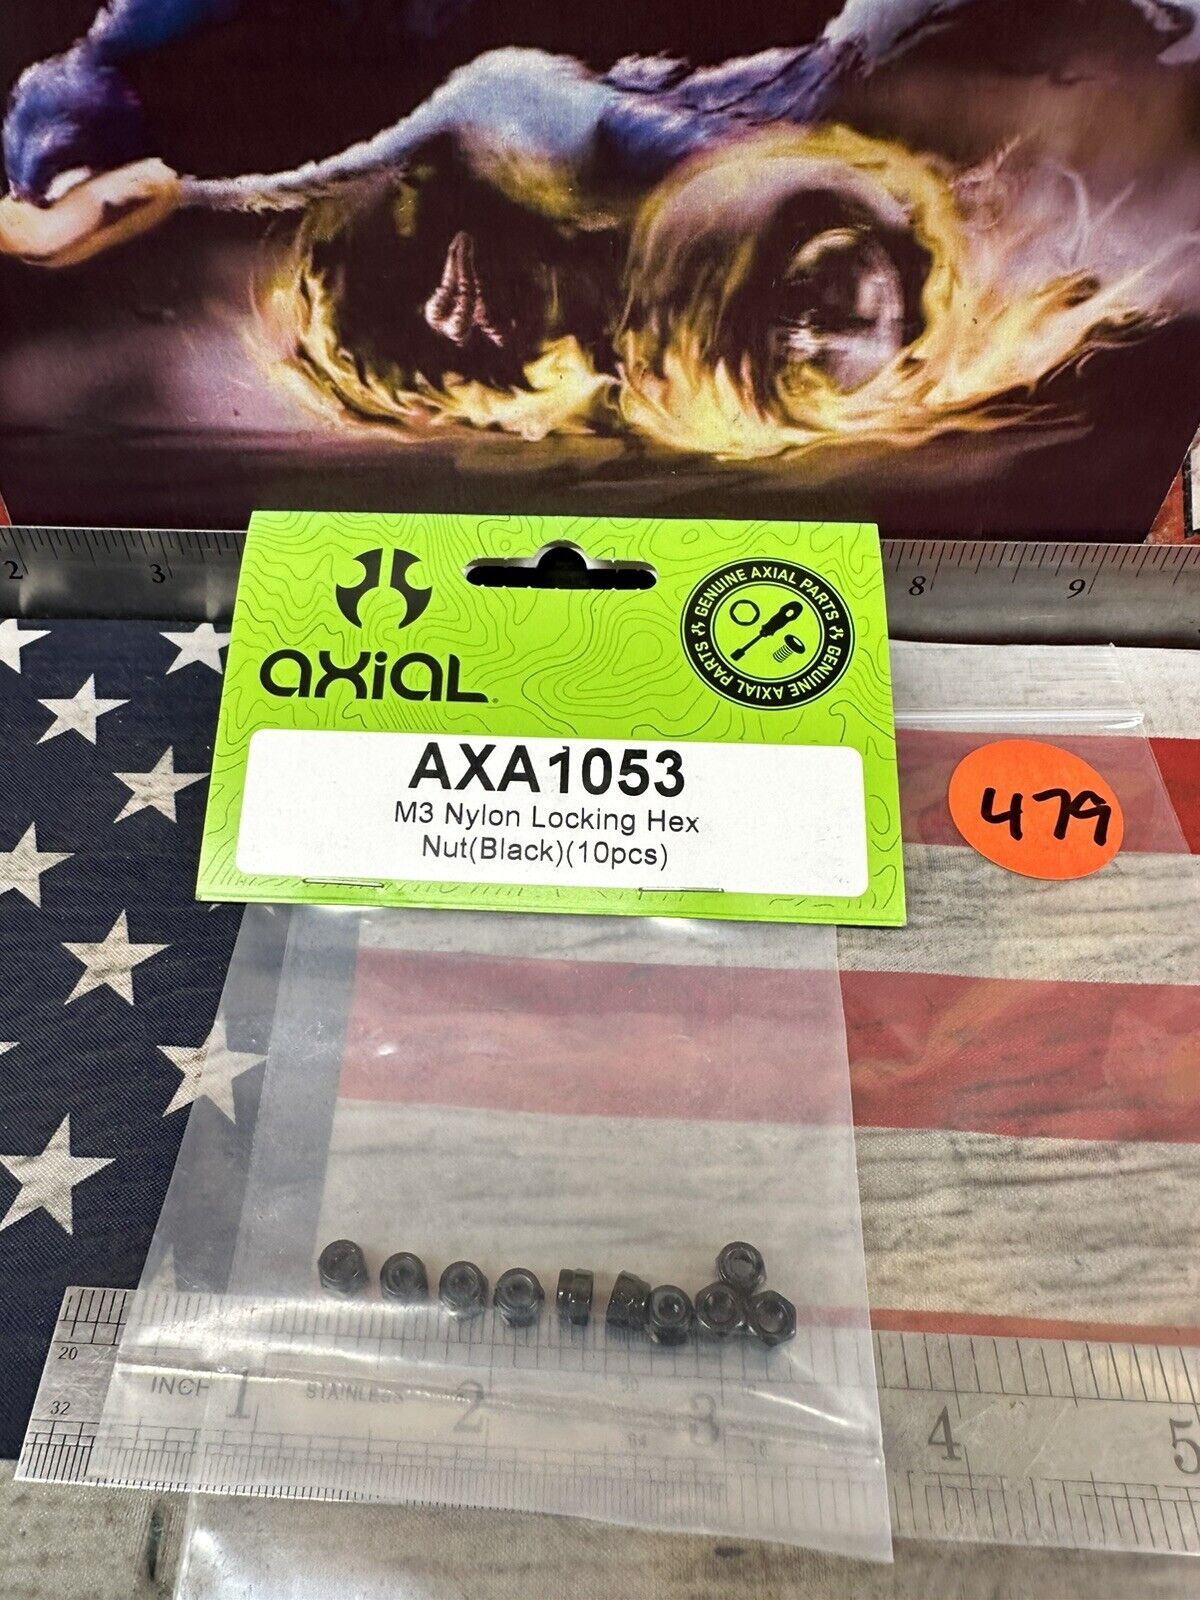 2 3 8 9
axial
GENUINE AXIAL PARTS
GENUINE AXIAL PARTS
AXA1053
M3 Nylon Locking Hex
Nut(Black)(10pcs)
479
20
INCH 1 STAINLESS 2 3 4 5
32